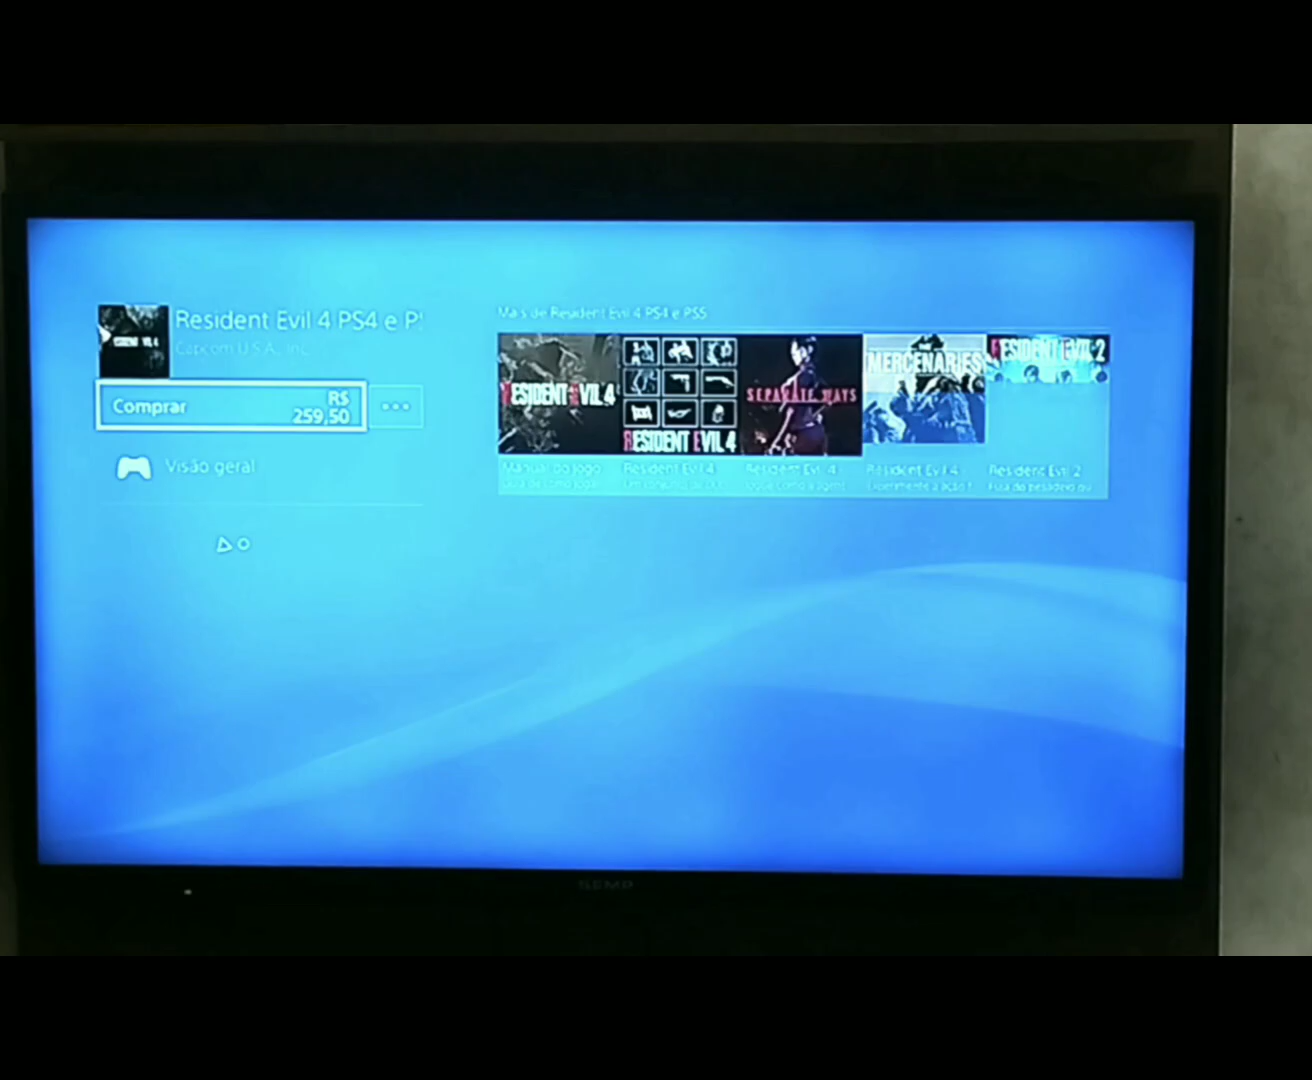 Resident Evil 4 PS4 e P
Capcom U.S.A., Inc.
Comprar
R$
259,50
Visão geral
Mais de Resident Evil 4 PS4 e PS5
RESIDENT EVIL 4
RESIDENT EVIL 4
SEPARATE WAYS
THE
MERCENARIES
RESIDENT EVIL 2
Manual do jogo
Resident Evil 4
Resident Evil 4
Resident Evil 4
Resident Evil 2
SEMP